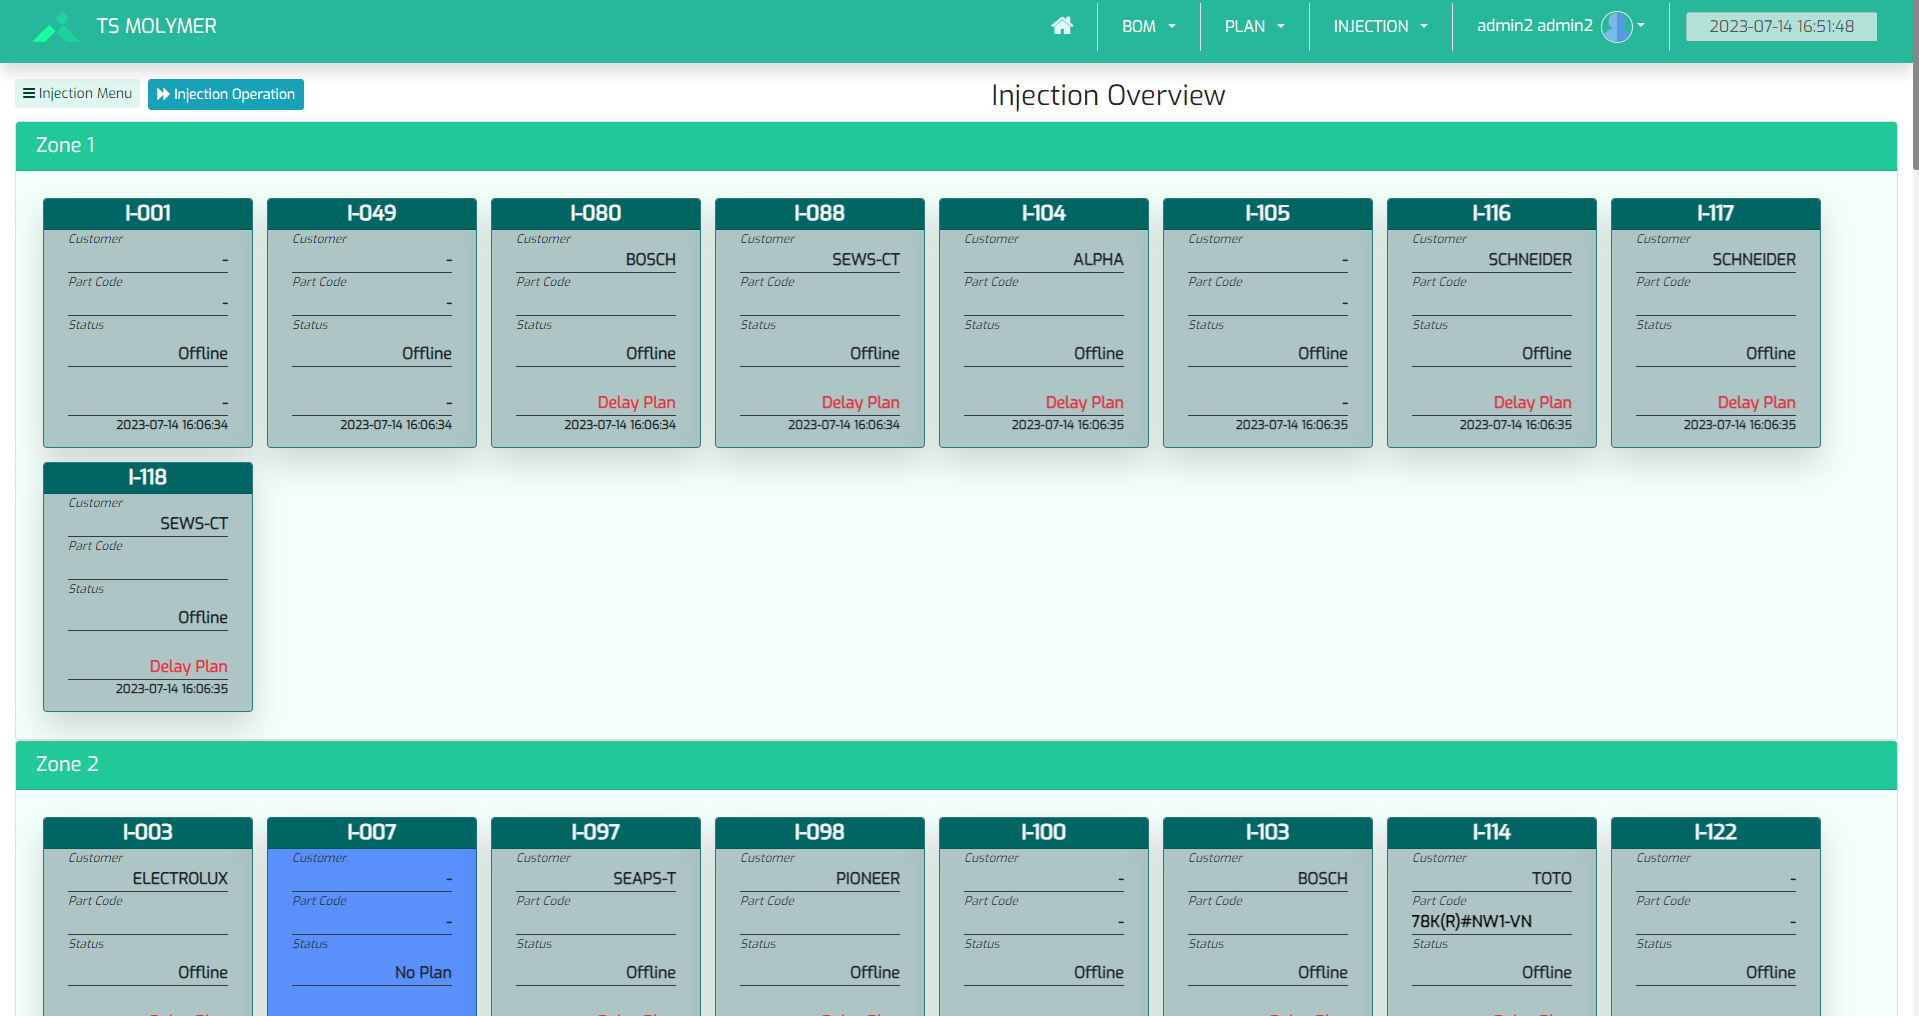 TS MOLYMER
BOM
PLAN
INJECTION
admin2 admin2
2023-07-14 16:51:48
Injection Menu
Injection Operation
Injection Overview
Zone 1
I-001
Customer
-
Part Code
-
Status
Offline
-
2023-07-14 16:06:34
I-049
Customer
-
Part Code
-
Status
Offline
-
2023-07-14 16:06:34
I-080
Customer
BOSCH
Part Code
Status
Offline
Delay Plan
2023-07-14 16:06:34
I-088
Customer
SEWS-CT
Part Code
Status
Offline
Delay Plan
2023-07-14 16:06:34
I-104
Customer
ALPHA
Part Code
Status
Offline
Delay Plan
2023-07-14 16:06:35
I-105
Customer
-
Part Code
-
Status
Offline
-
2023-07-14 16:06:35
I-116
Customer
SCHNEIDER
Part Code
Status
Offline
Delay Plan
2023-07-14 16:06:35
I-117
Customer
SCHNEIDER
Part Code
Status
Offline
Delay Plan
2023-07-14 16:06:35
I-118
Customer
SEWS-CT
Part Code
Status
Offline
Delay Plan
2023-07-14 16:06:35
Zone 2
I-003
Customer
ELECTROLUX
Part Code
Status
Offline
I-007
Customer
-
Part Code
-
Status
No Plan
I-097
Customer
SEAPS-T
Part Code
Status
Offline
I-098
Customer
PIONEER
Part Code
Status
Offline
I-100
Customer
-
Part Code
-
Status
Offline
I-103
Customer
BOSCH
Part Code
Status
Offline
I-114
Customer
TOTO
Part Code
78K(R)#NW1-VN
Status
Offline
I-122
Customer
-
Part Code
-
Status
Offline